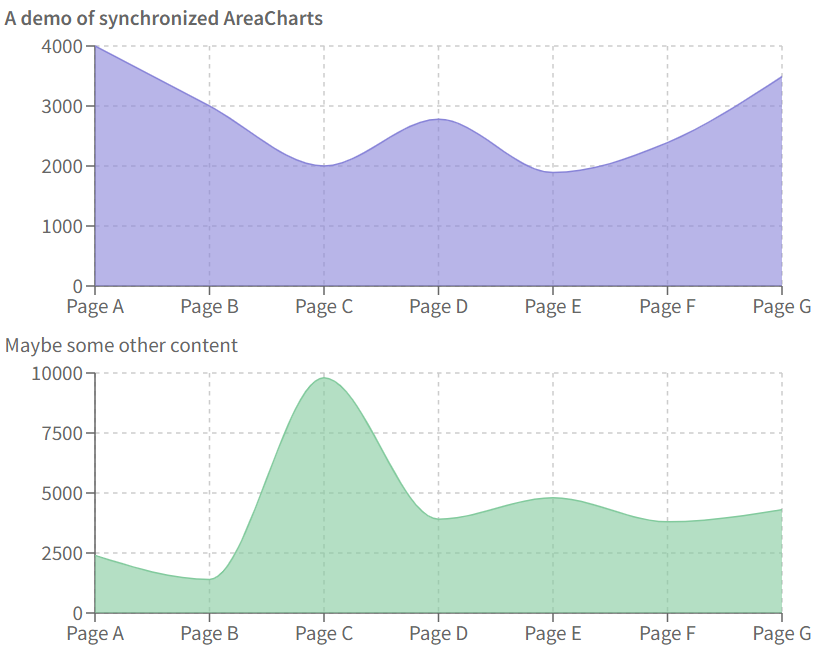 A demo of synchronized AreaCharts
4000
3000
2000
1000
0
Page A Page B Page C Page D Page E Page F Page G
Maybe some other content
10000
7500
5000
2500
0
Page A Page B Page C Page D Page E Page F Page G